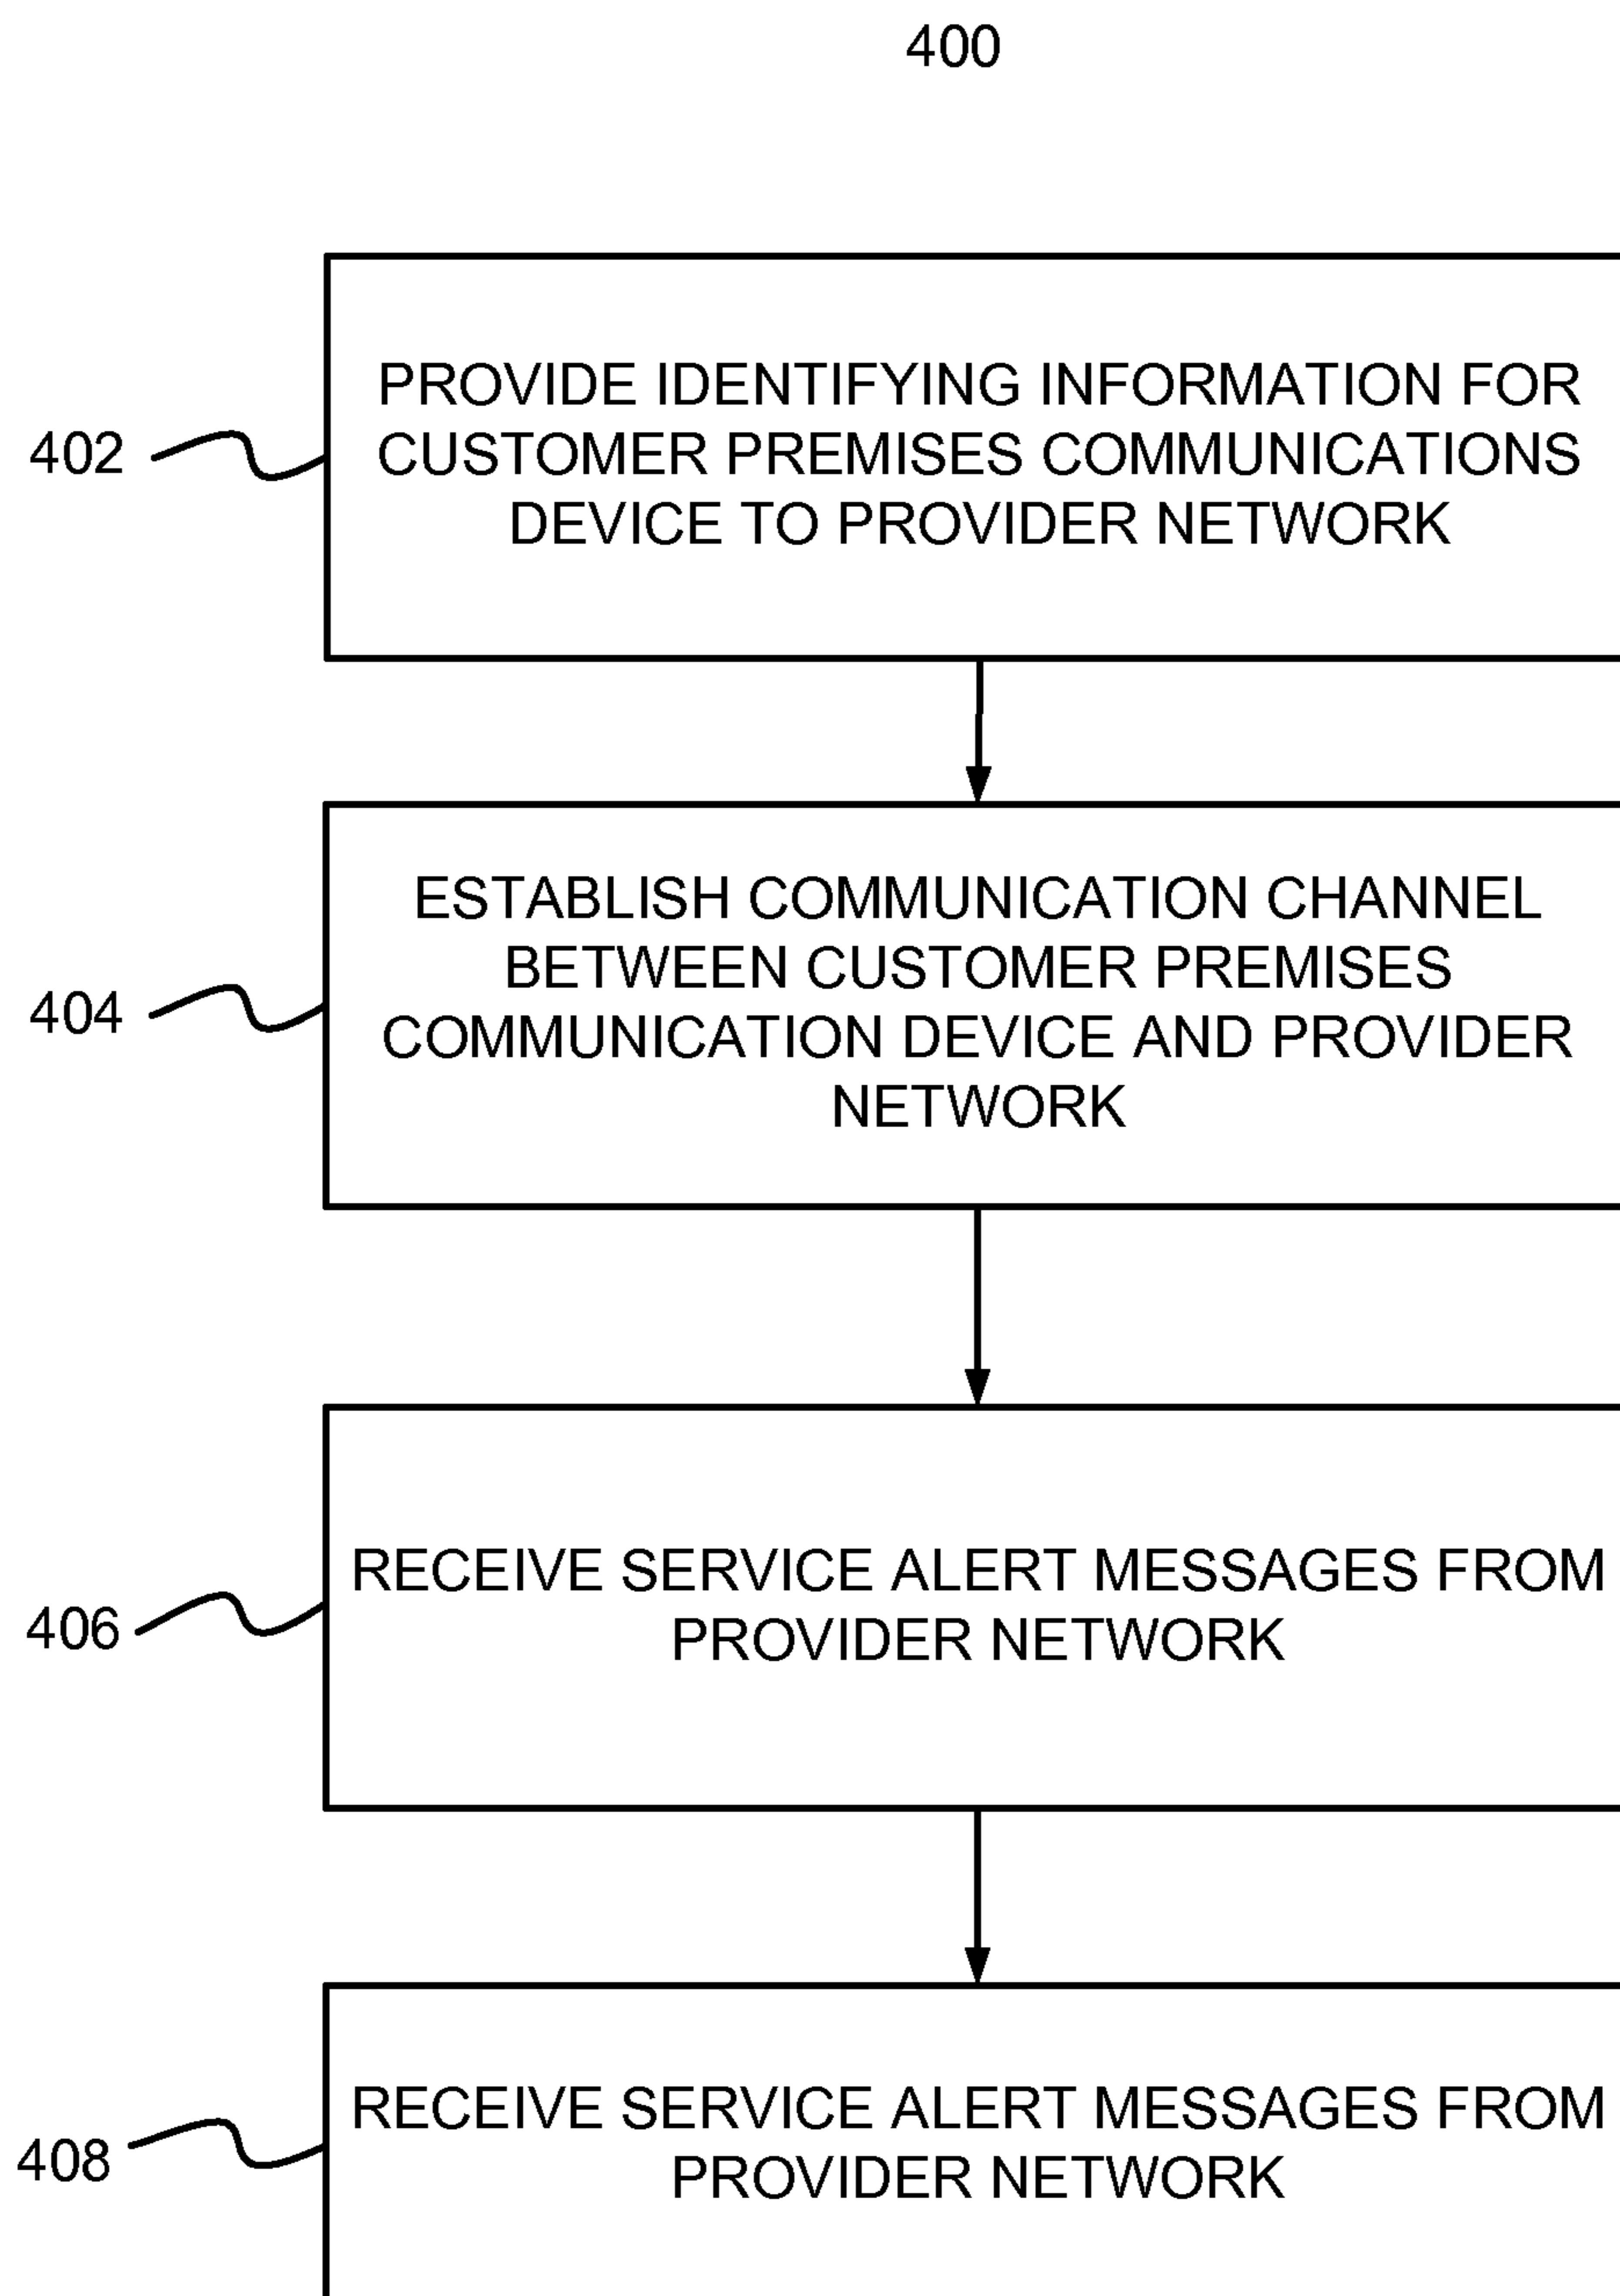 400
PROVIDE IDENTIFYING INFORMATION FOR
CUSTOMER PREMISES COMMUNICATIONS
DEVICE TO PROVIDER NETWORK
402
ESTABLISH COMMUNICATION CHANNEL
BETWEEN CUSTOMER PREMISES
COMMUNICATION DEVICE AND PROVIDER
NETWORK
404
RECEIVE SERVICE ALERT MESSAGES FROM
PROVIDER NETWORK
406
RECEIVE SERVICE ALERT MESSAGES FROM
PROVIDER NETWORK
408